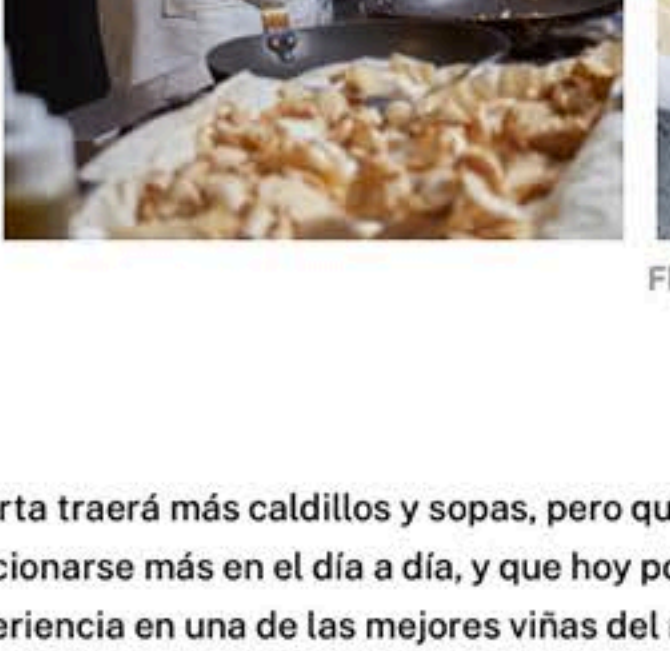 rta traerá más caldillos y sopas, pero qu
cionarse más en el día a día, y que hoy po
eriencia en una de las mejores viñas del